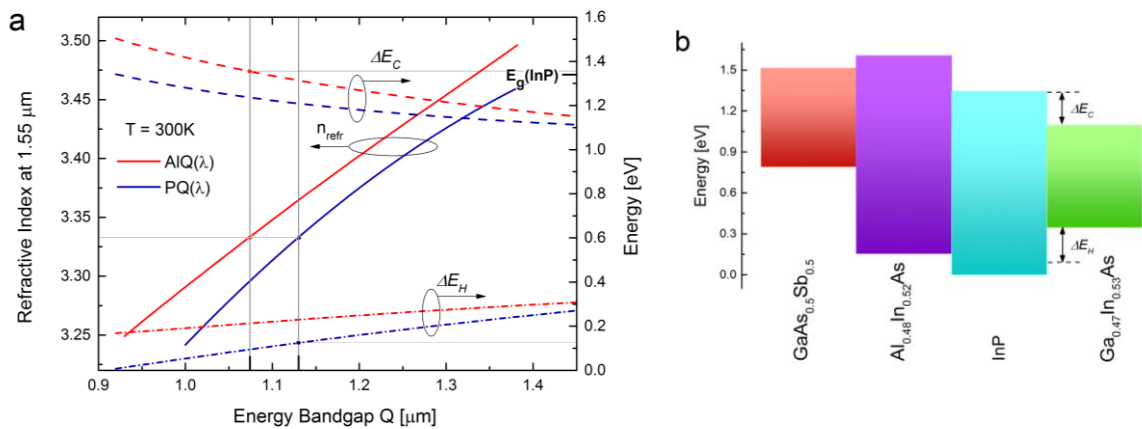 a
Refractive Index at 1.55 μm
3.50
3.45
3.40
3.35
3.30
3.25
0.9 1.0 1.1 1.2 1.3 1.4
Energy Bandgap Q [μm]
T = 300K
AlQ(λ)
PQ(λ)
ΔE_C
n_refr
ΔE_H
E_g(InP)
1.6
1.4
1.2
1.0
0.8
0.6
0.4
0.2
0.0
Energy [eV]
b
Energy [eV]
1.5
1.2
0.9
0.6
0.3
0.0
ΔE_C
ΔE_H
GaAs_0.5Sb_0.5
Al_0.48In_0.52As
InP
Ga_0.47In_0.53As